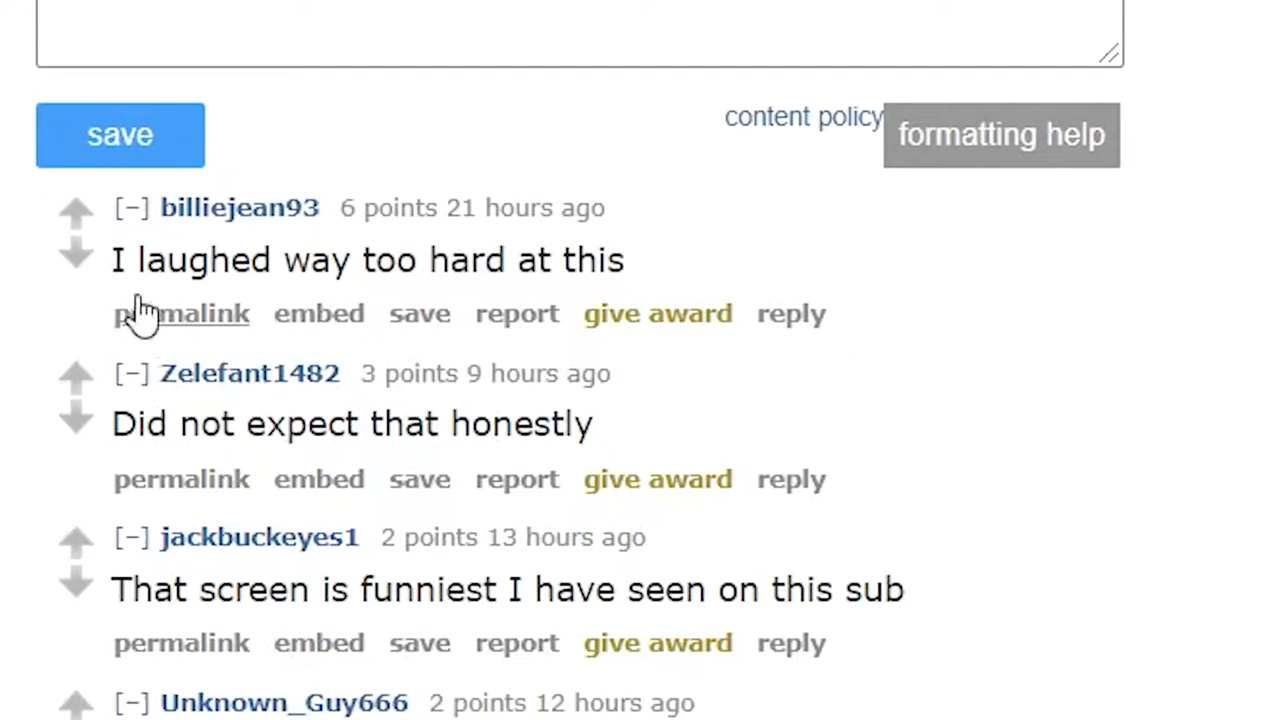 save
content policy
formatting help
[−] billiejean93 6 points 21 hours ago
I laughed way too hard at this
permalink embed save report give award reply
[−] Zelefant1482 3 points 9 hours ago
Did not expect that honestly
permalink embed save report give award reply
[−] jackbuckeyes1 2 points 13 hours ago
That screen is funniest I have seen on this sub
permalink embed save report give award reply
[−] Unknown_Guy666 2 points 12 hours ago